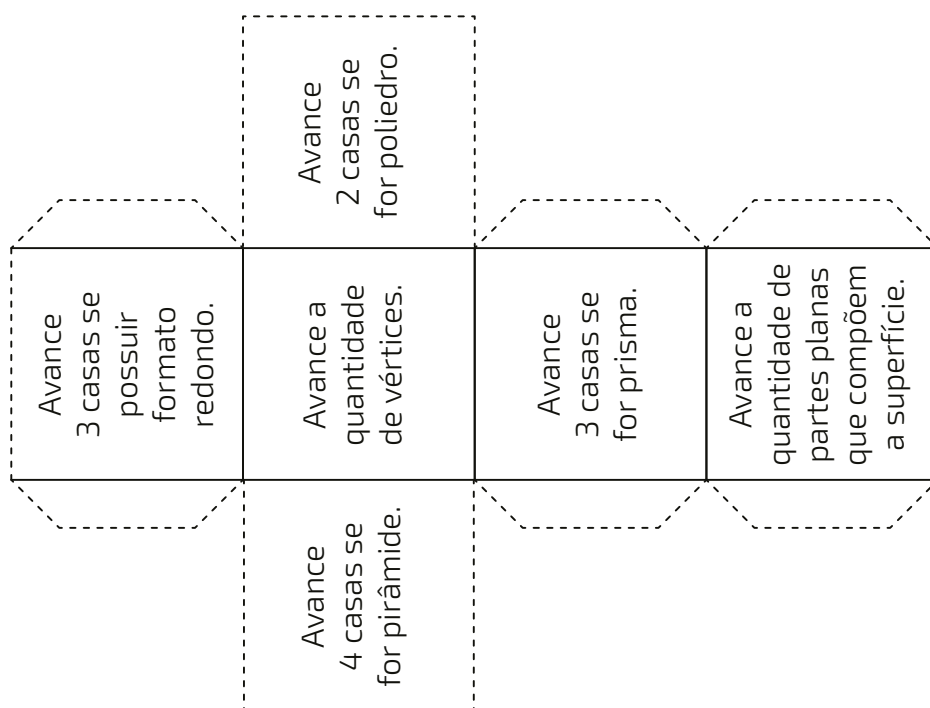 Avance
2 casas se
for poliedro.
Avance
3 casas se
possuir
formato
redondo.
Avance a
quantidade
de vértices.
Avance
3 casas se
for prisma.
Avance a
quantidade de
partes planas
que compõem
a superfície.
Avance
4 casas se
for pirâmide.